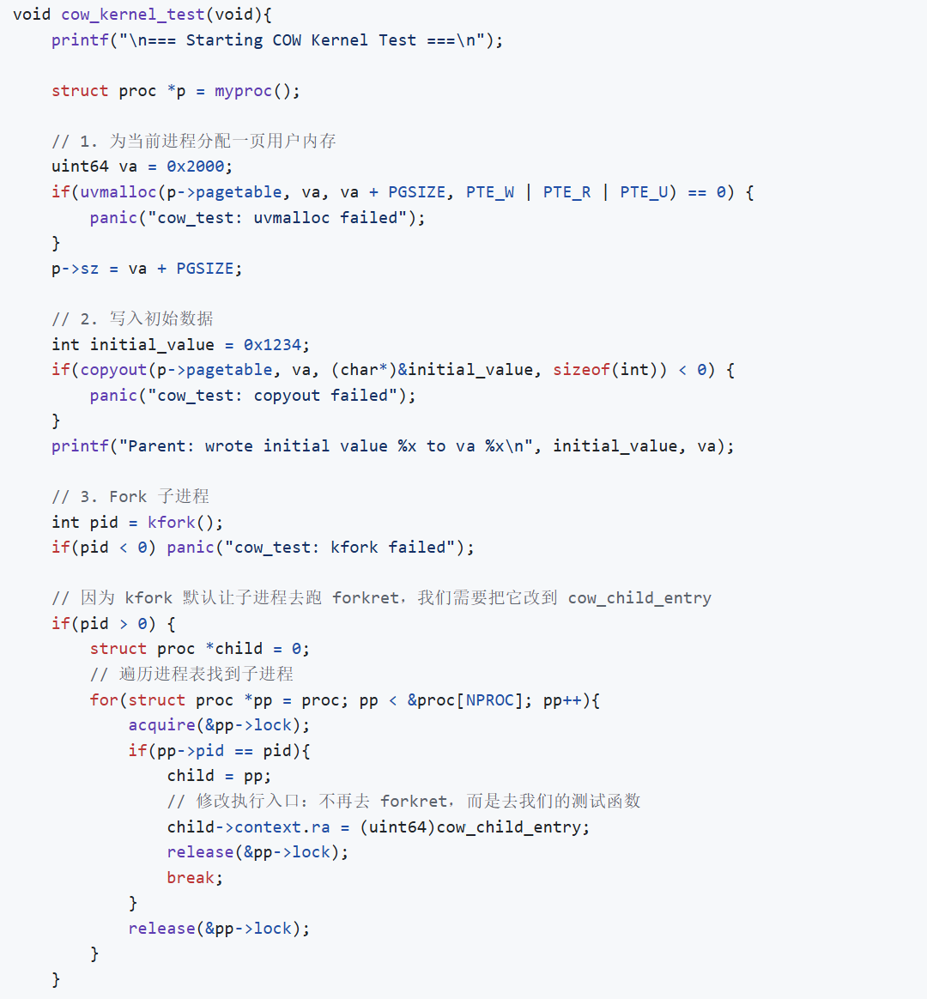 void cow_kernel_test(void){
    printf("\n=== Starting COW Kernel Test ===\n");
    struct proc *p = myproc();
    // 1. 为当前进程分配一页用户内存
    uint64 va = 0x2000;
    if(uvmalloc(p->pagetable, va, va + PGSIZE, PTE_W | PTE_R | PTE_U) == 0) {
        panic("cow_test: uvmalloc failed");
    }
    p->sz = va + PGSIZE;
    // 2. 写入初始数据
    int initial_value = 0x1234;
    if(copyout(p->pagetable, va, (char*)&initial_value, sizeof(int)) < 0) {
        panic("cow_test: copyout failed");
    }
    printf("Parent: wrote initial value %x to va %x\n", initial_value, va);
    // 3. Fork 子进程
    int pid = kfork();
    if(pid < 0) panic("cow_test: kfork failed");
    // 因为 kfork 默认让子进程去跑 forkret，我们需要把它改到 cow_child_entry
    if(pid > 0) {
        struct proc *child = 0;
        // 遍历进程表找到子进程
        for(struct proc *pp = proc; pp < &proc[NPROC]; pp++){
            acquire(&pp->lock);
            if(pp->pid == pid){
                child = pp;
                // 修改执行入口：不再去 forkret，而是去我们的测试函数
                child->context.ra = (uint64)cow_child_entry;
                release(&pp->lock);
                break;
            }
            release(&pp->lock);
        }
    }